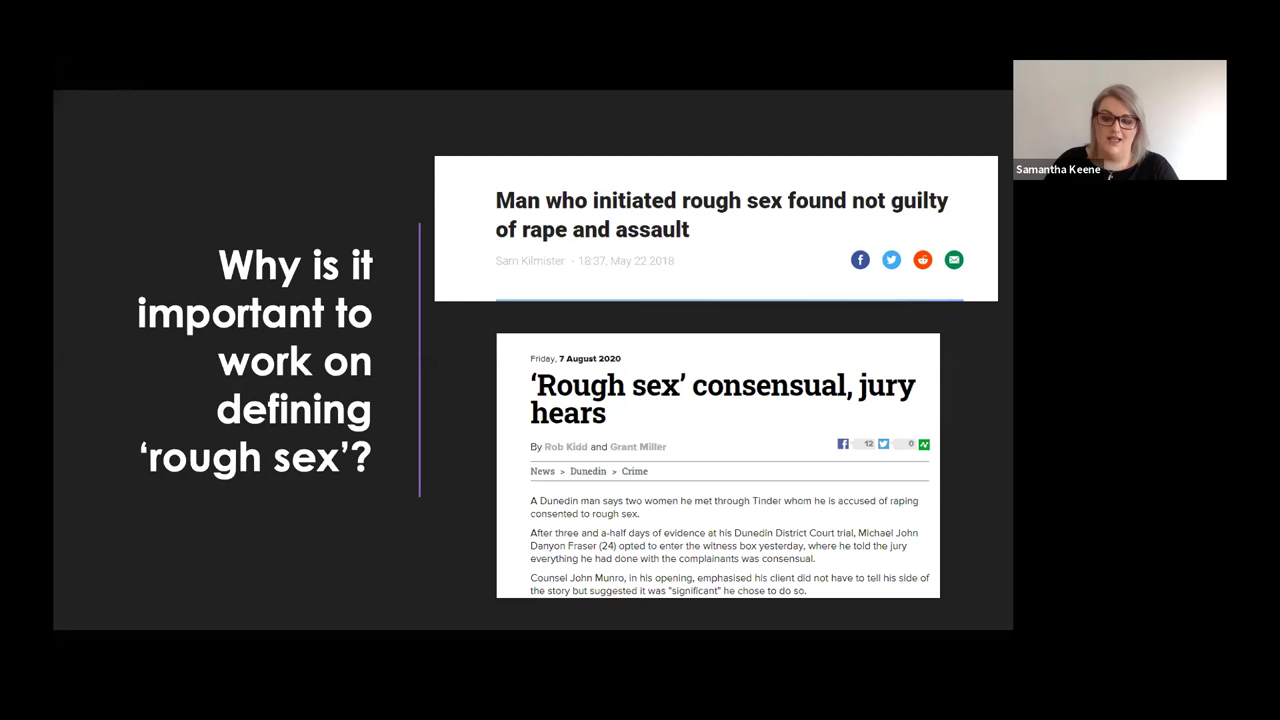 Why is it
important to
work on
defining
‘rough sex’?
Man who initiated rough sex found not guilty
of rape and assault
Sam Kilmister - 18:37, May 22 2018
Friday, 7 August 2020
‘Rough sex’ consensual, jury
hears
By Rob Kidd and Grant Miller
12 0
News > Dunedin > Crime
A Dunedin man says two women he met through Tinder whom he is accused of raping
consented to rough sex.
After three and a-half days of evidence at his Dunedin District Court trial, Michael John
Danyon Fraser (24) opted to enter the witness box yesterday, where he told the jury
everything he had done with the complainants was consensual.
Counsel John Munro, in his opening, emphasised his client did not have to tell his side of
the story but suggested it was "significant" he chose to do so.
Samantha Keene